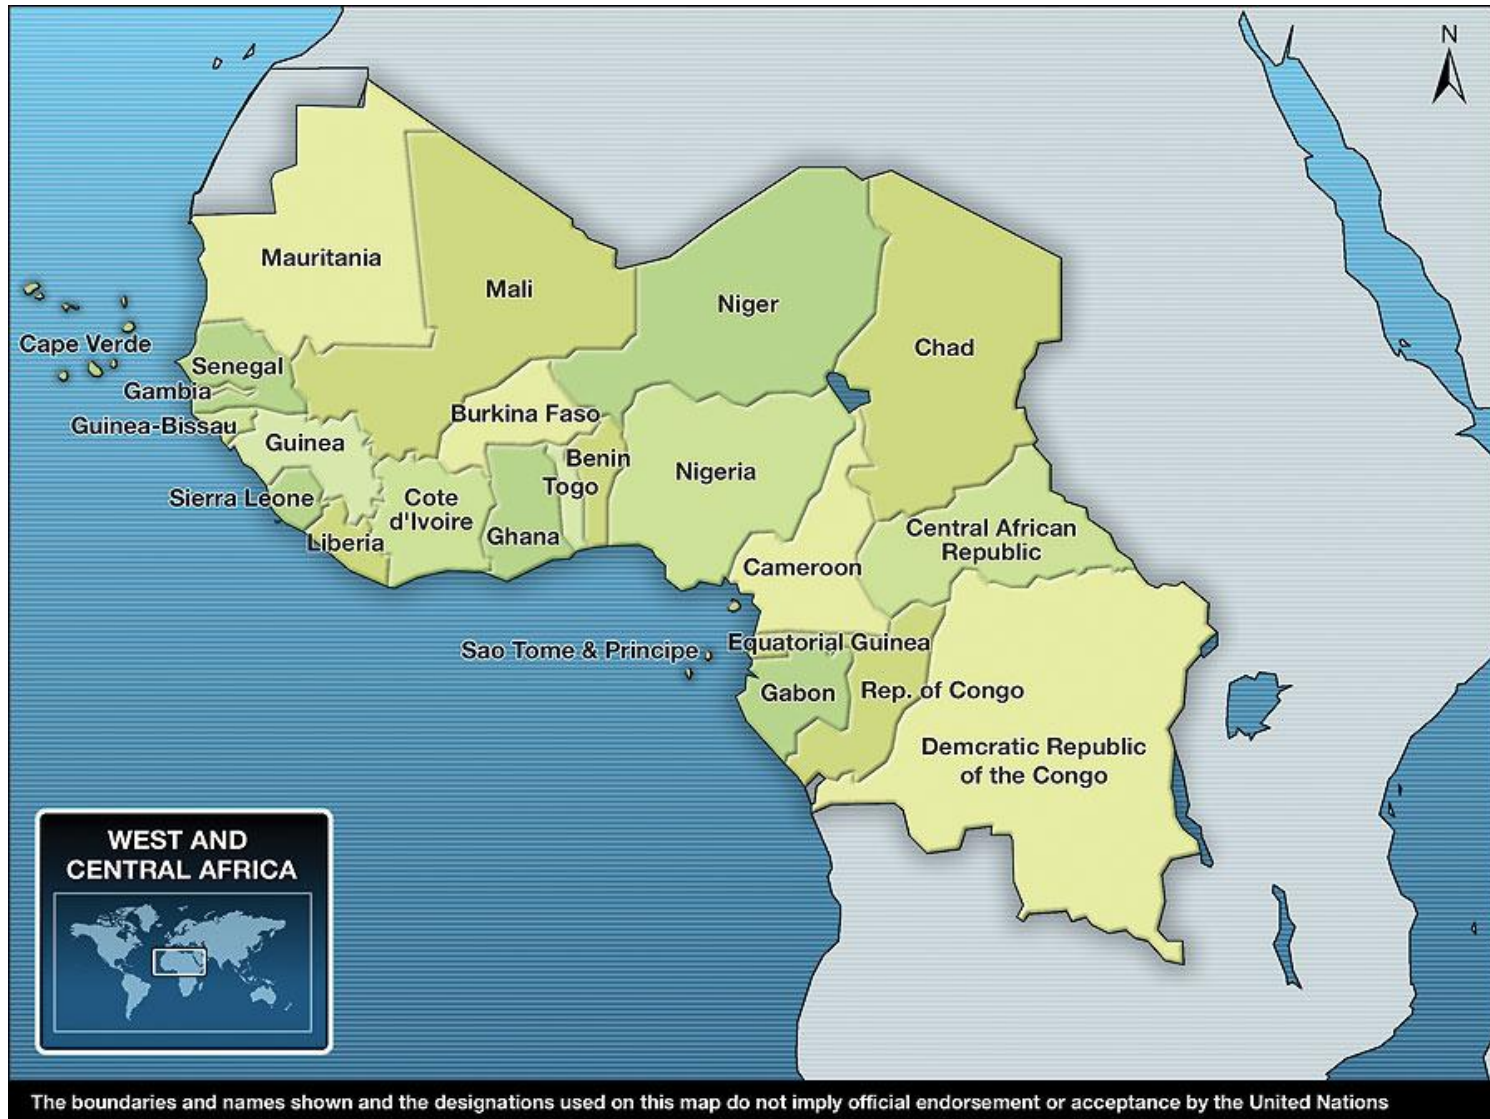 N
Mauritania
Mali
Niger
Chad
Cape Verde
Senegal
Gambia
Guinea-Bissau
Guinea
Burkina Faso
Benin
Togo
Nigeria
Sierra Leone
Cote
d'Ivoire
Ghana
Liberia
Central African
Republic
Cameroon
Equatorial Guinea
Sao Tome & Principe
Gabon
Rep. of Congo
Demcratic Republic
of the Congo
WEST AND
CENTRAL AFRICA
The boundaries and names shown and the designations used on this map do not imply official endorsement or acceptance by the United Nations